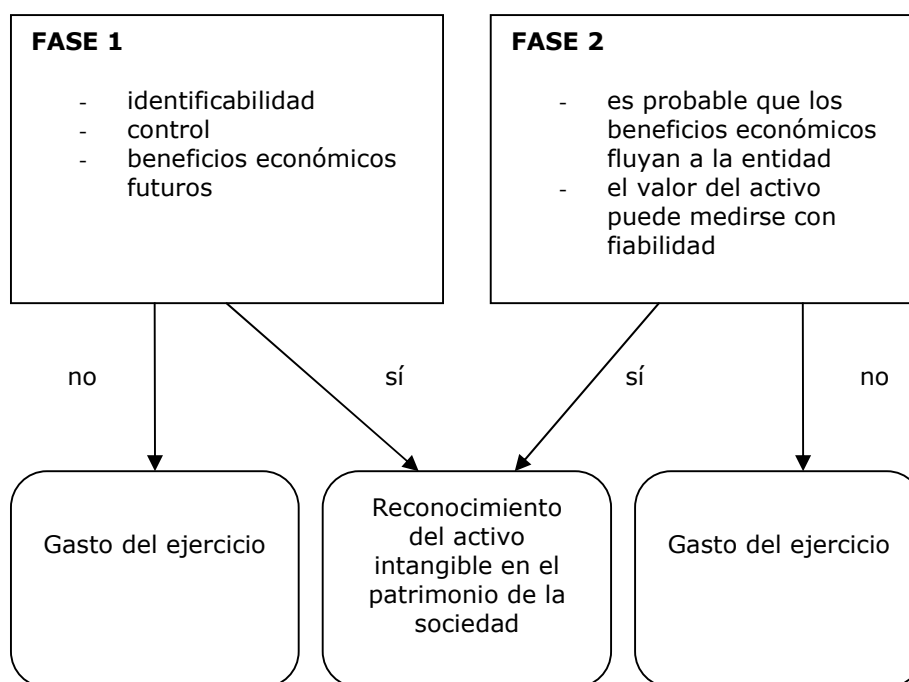 FASE 1
- identificabilidad
- control
- beneficios económicos
futuros
FASE 2
- es probable que los
beneficios económicos
fluyan a la entidad
- el valor del activo
puede medirse con
fiabilidad
no
sí
sí
no
Gasto del ejercicio
Reconocimiento
del activo
intangible en el
patrimonio de la
sociedad
Gasto del ejercicio